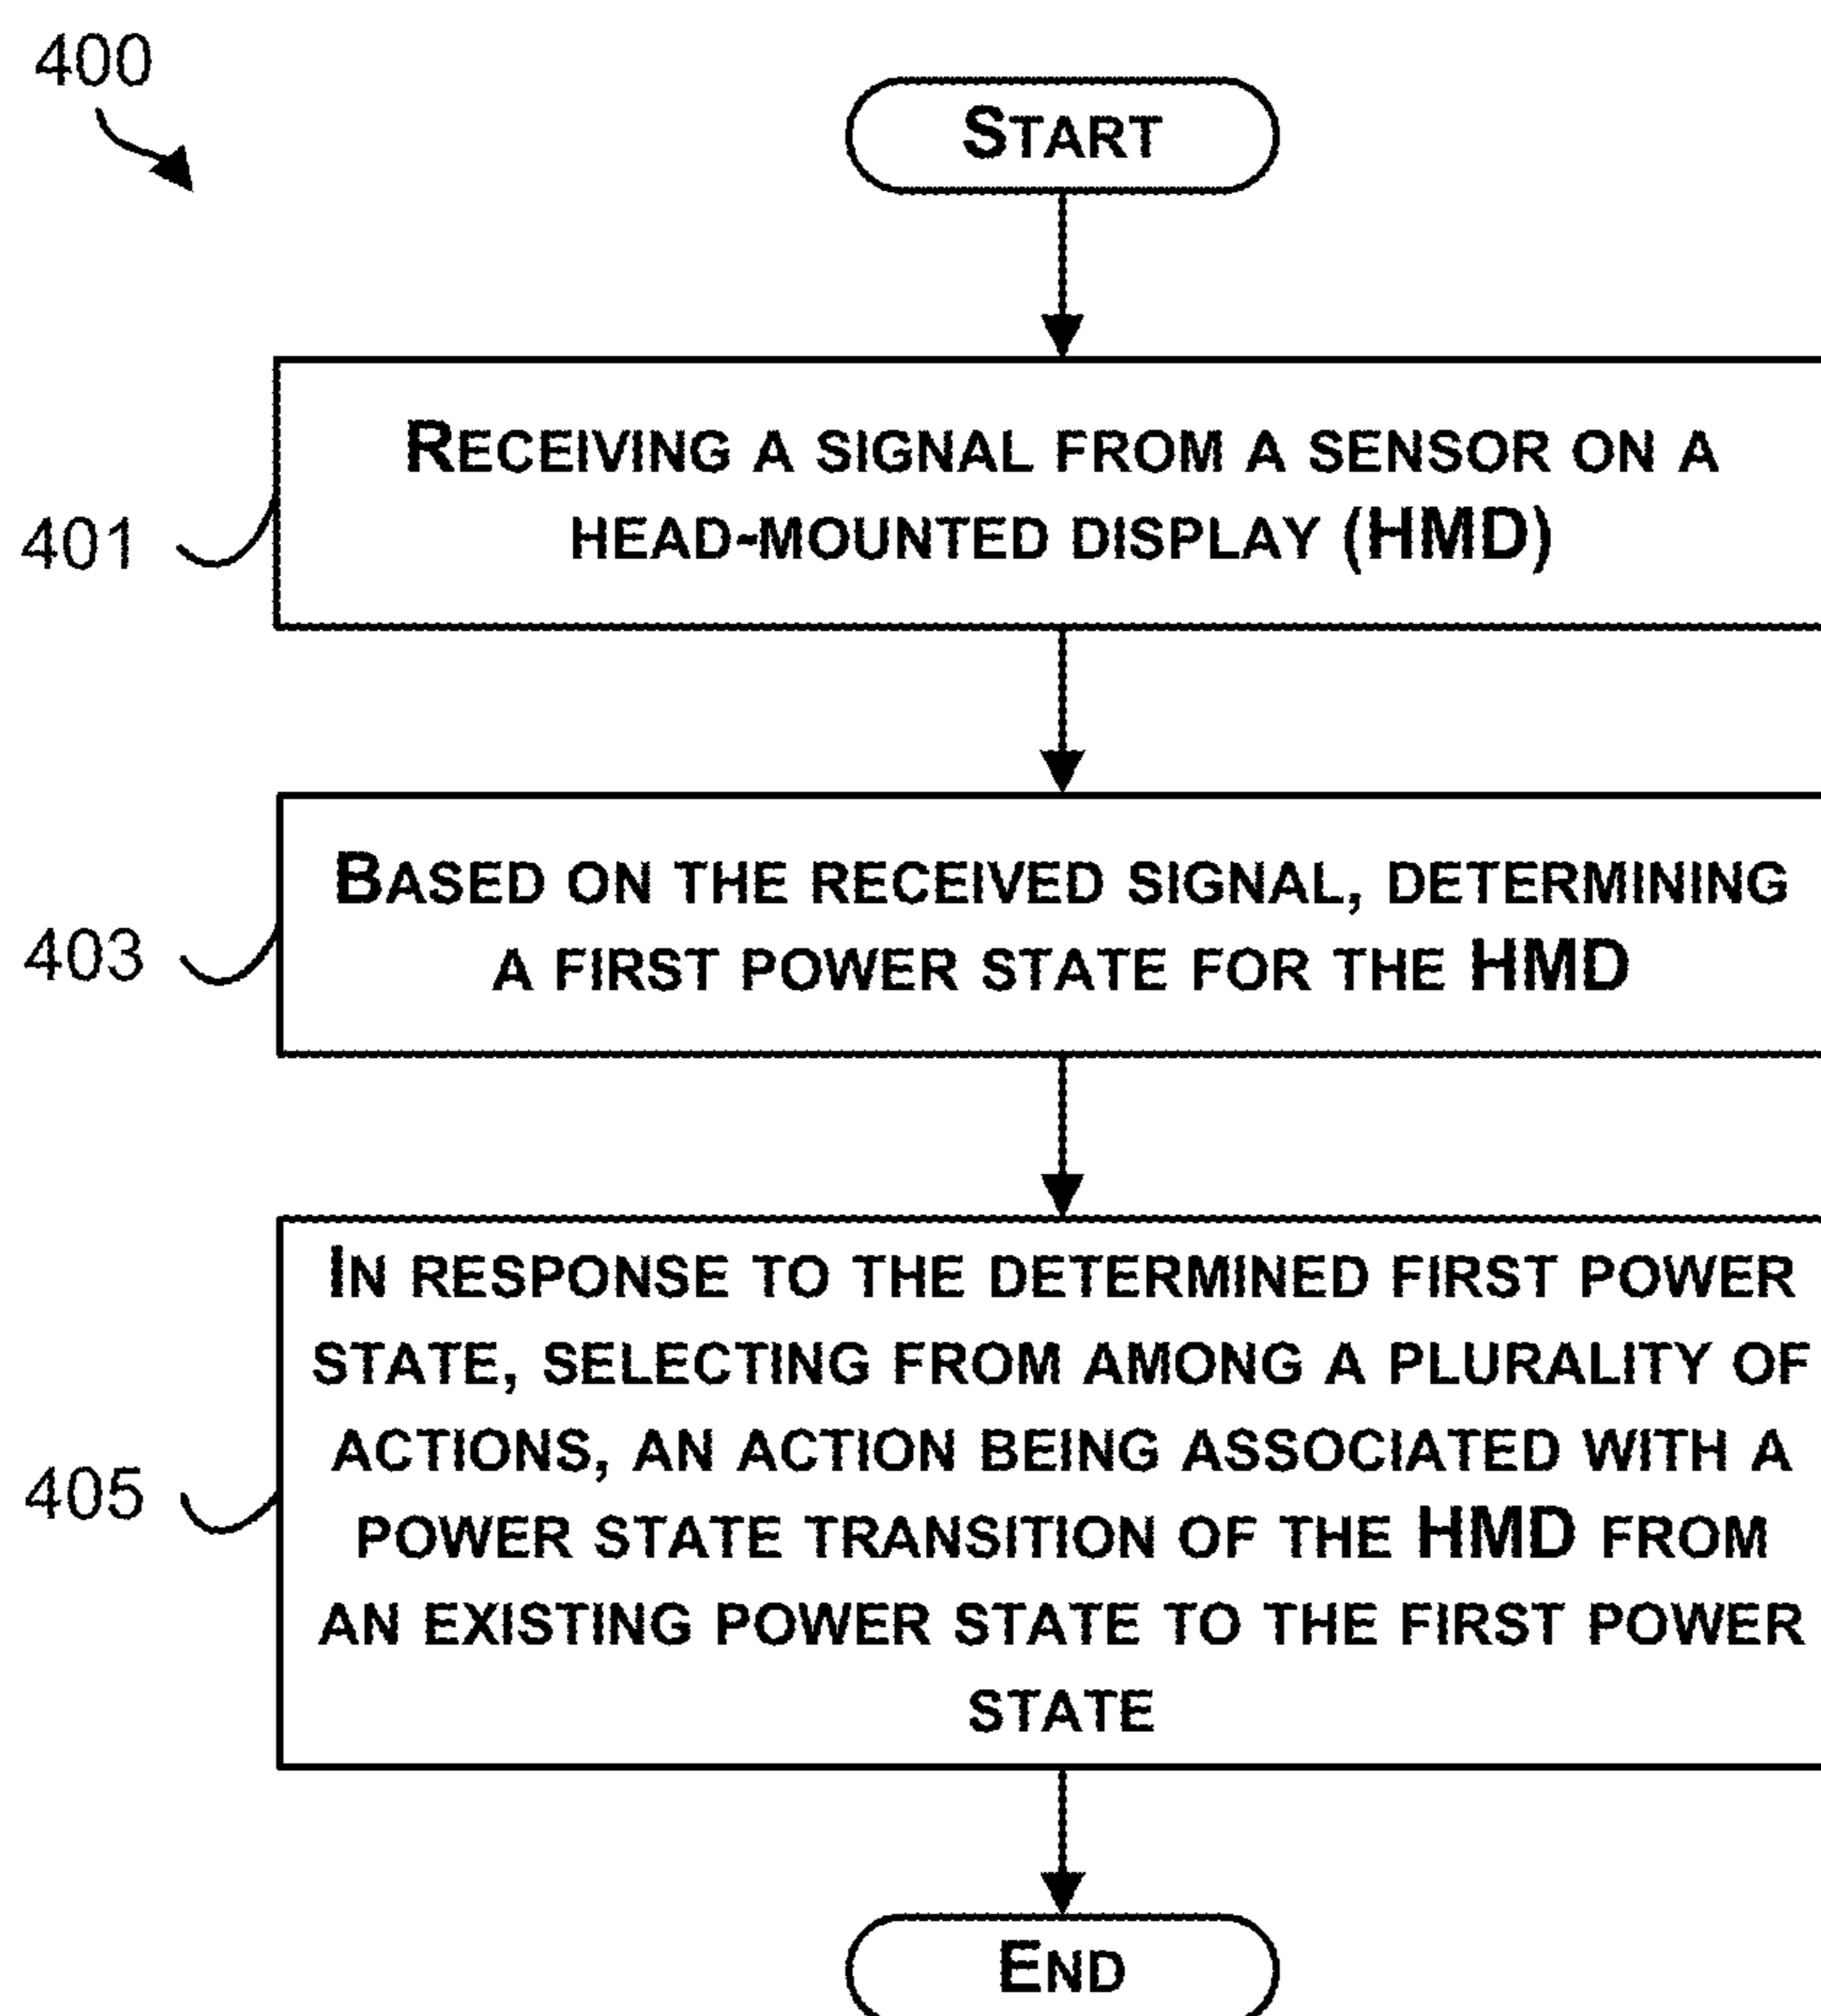 400
START
RECEIVING A SIGNAL FROM A SENSOR ON A
HEAD-MOUNTED DISPLAY (HMD)
401
BASED ON THE RECEIVED SIGNAL, DETERMINING
A FIRST POWER STATE FOR THE HMD
403
IN RESPONSE TO THE DETERMINED FIRST POWER
STATE, SELECTING FROM AMONG A PLURALITY OF
ACTIONS, AN ACTION BEING ASSOCIATED WITH A
POWER STATE TRANSITION OF THE HMD FROM
AN EXISTING POWER STATE TO THE FIRST POWER
STATE
405
END